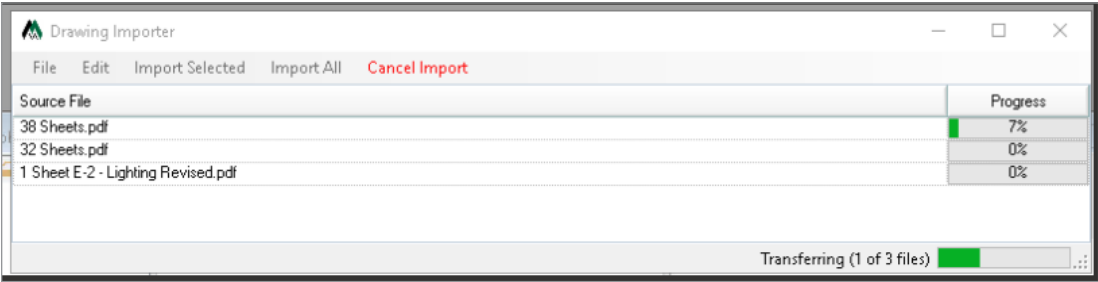 Drawing Importer
File Edit Import Selected Import All Cancel Import
Source File Progress
38 Sheets.pdf 7%
32 Sheets.pdf 0%
1 Sheet E-2 - Lighting Revised.pdf 0%
Transferring (1 of 3 files)